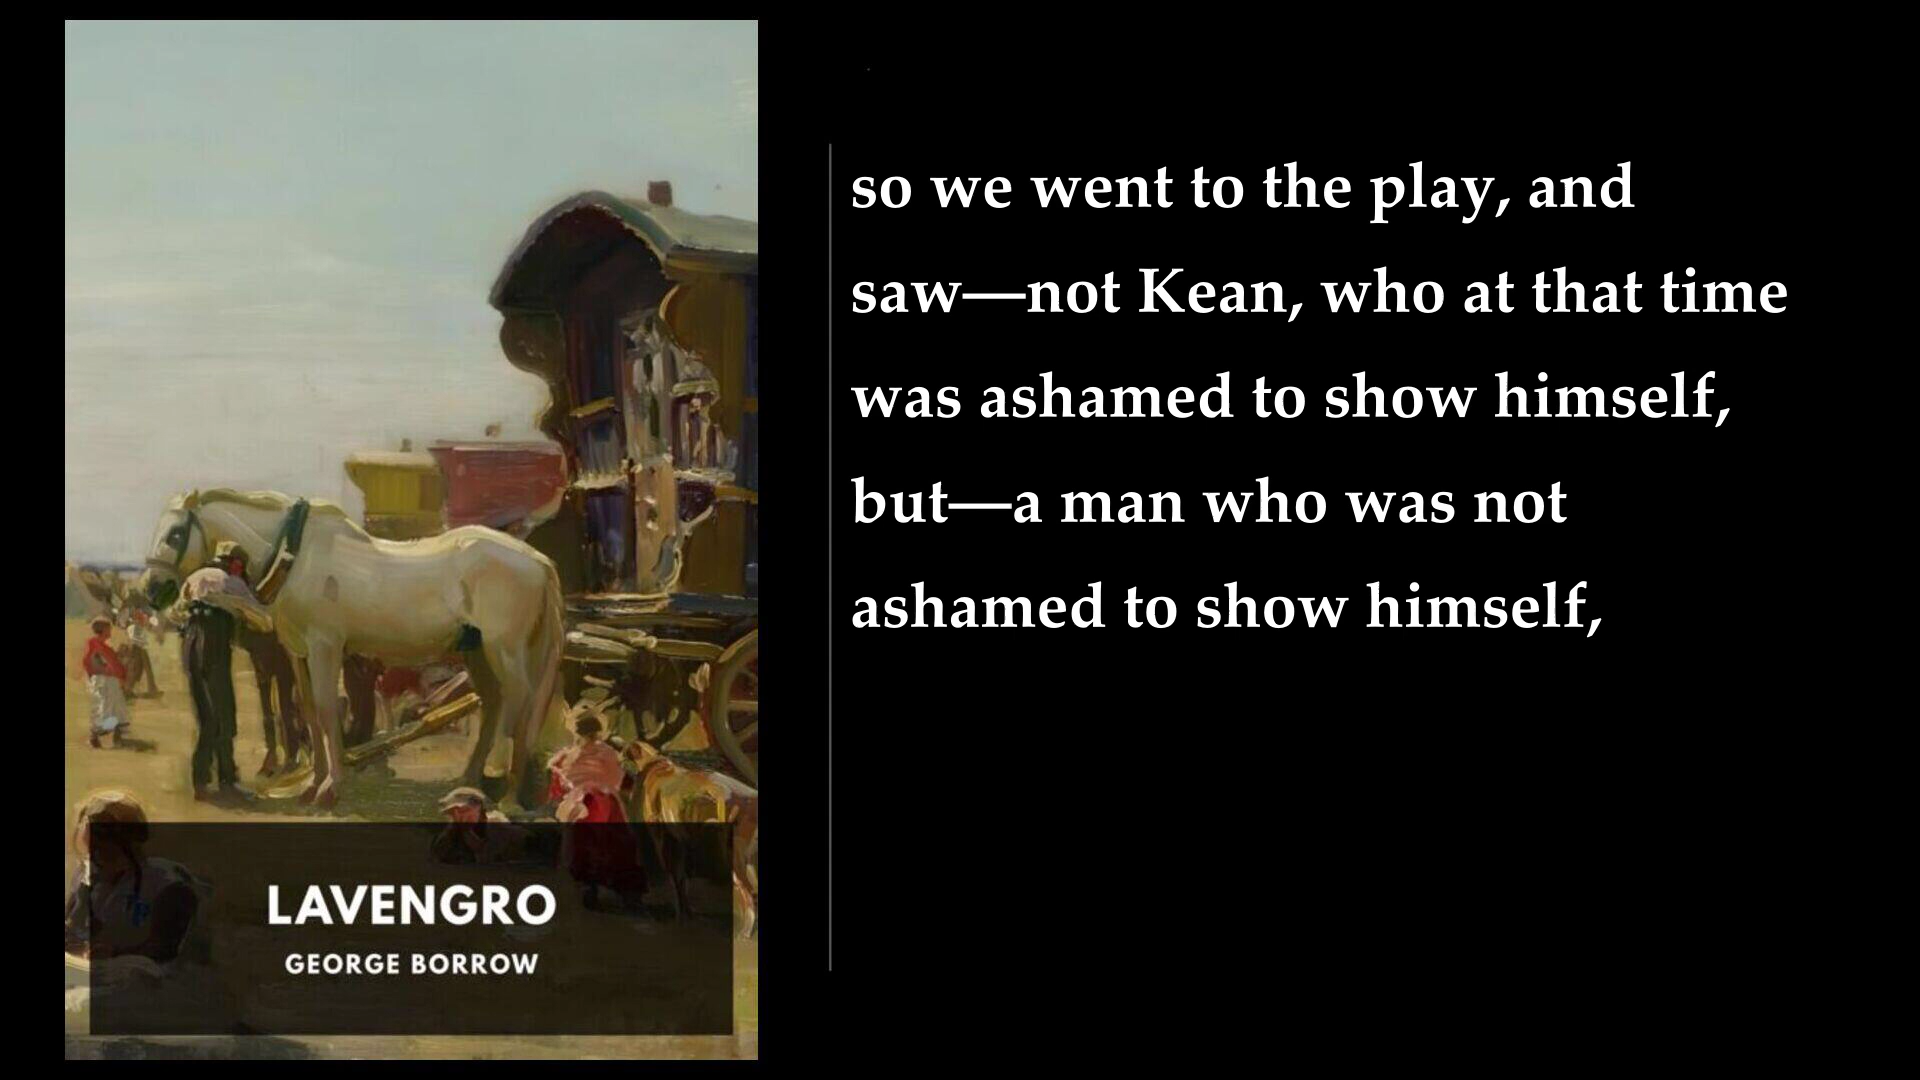 so we went to the play, and
saw—not Kean, who at that time
was ashamed to show himself,
but—a man who was not
ashamed to show himself,
LAVENGRO
GEORGE BORROW